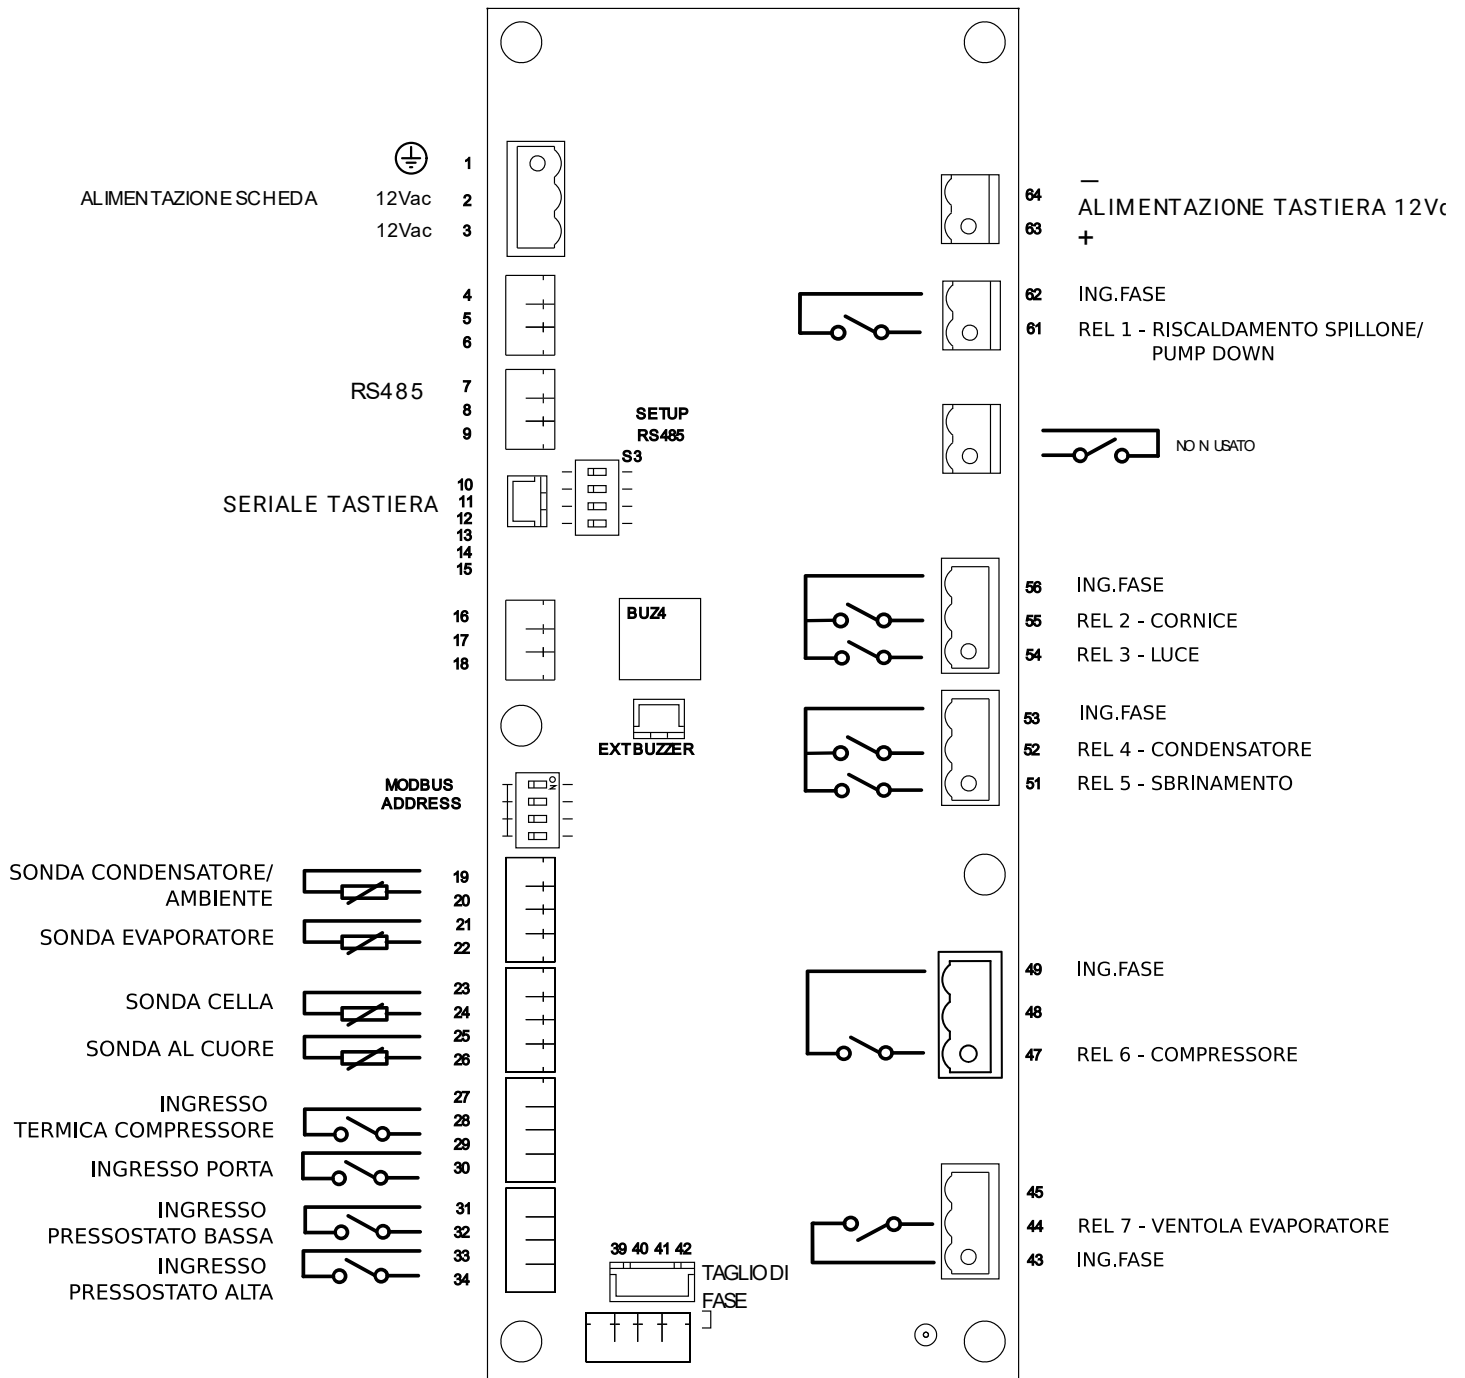 1
ALIMENTAZIONE SCHEDA 12Vac 2
12Vac 3
4
5
6
RS485
7
8
9
SETUP
RS485
S3
SERIALE TASTIERA
10
11
12
13
14
15
16
17
18
BUZ4
EXT BUZZER
MODBUS
ADDRESS
NO
SONDA CONDENSATORE/
AMBIENTE
19
20
SONDA EVAPORATORE
21
22
SONDA CELLA
23
24
SONDA AL CUORE
25
26
INGRESSO
TERMICA COMPRESSORE
27
28
INGRESSO PORTA
29
30
INGRESSO
PRESSOSTATO BASSA
31
32
INGRESSO
PRESSOSTATO ALTA
33
34
39 40 41 42
TAGLIO DI
FASE
64 −
ALIMENTAZIONE TASTIERA 12V
63 +
62 ING.FASE
61 REL 1 - RISCALDAMENTO SPILLONE/
PUMP DOWN
NON USATO
56 ING.FASE
55 REL 2 - CORNICE
54 REL 3 - LUCE
53 ING.FASE
52 REL 4 - CONDENSATORE
51 REL 5 - SBRINAMENTO
49 ING.FASE
48
47 REL 6 - COMPRESSORE
45
44 REL 7 - VENTOLA EVAPORATORE
43 ING.FASE